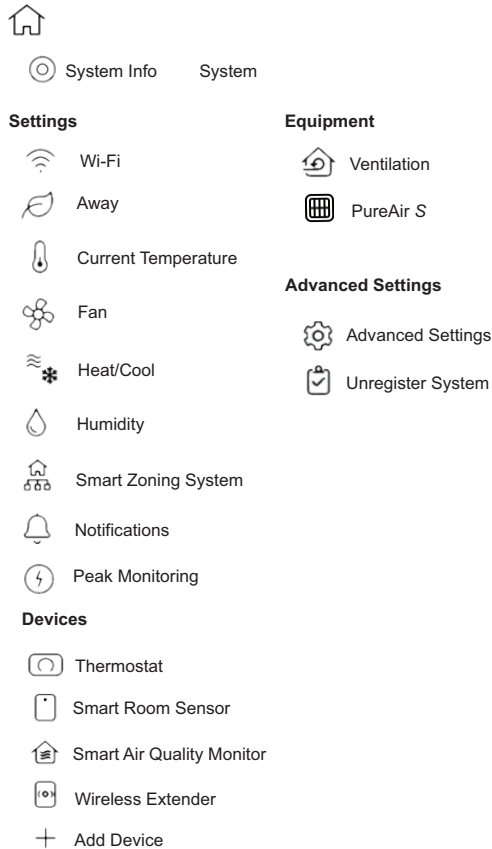 System Info System
Settings
Wi-Fi
Away
Current Temperature
Fan
Heat/Cool
Humidity
Smart Zoning System
Notifications
Peak Monitoring
Devices
Thermostat
Smart Room Sensor
Smart Air Quality Monitor
Wireless Extender
Add Device
Equipment
Ventilation
PureAir S
Advanced Settings
Advanced Settings
Unregister System